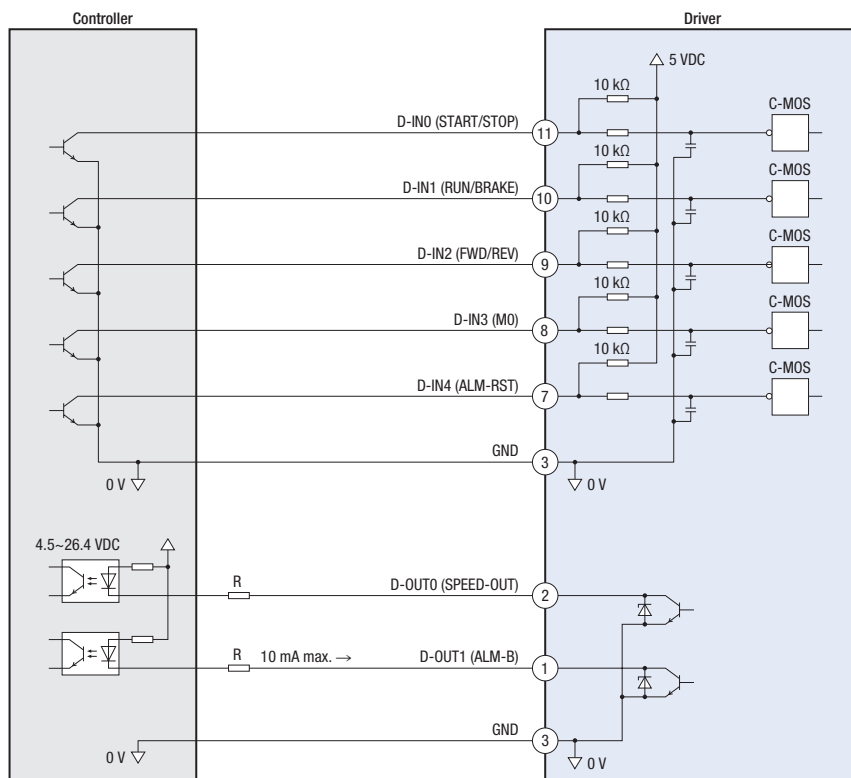 Controller
Driver
5 VDC
10 kΩ
C-MOS
D-IN0 (START/STOP)
11
10 kΩ
C-MOS
D-IN1 (RUN/BRAKE)
10
10 kΩ
C-MOS
D-IN2 (FWD/REV)
9
10 kΩ
C-MOS
D-IN3 (M0)
8
10 kΩ
C-MOS
D-IN4 (ALM-RST)
7
GND
3
0 V
0 V
4.5~26.4 VDC
R
D-OUT0 (SPEED-OUT)
2
R
10 mA max. →
D-OUT1 (ALM-B)
1
GND
3
0 V
0 V